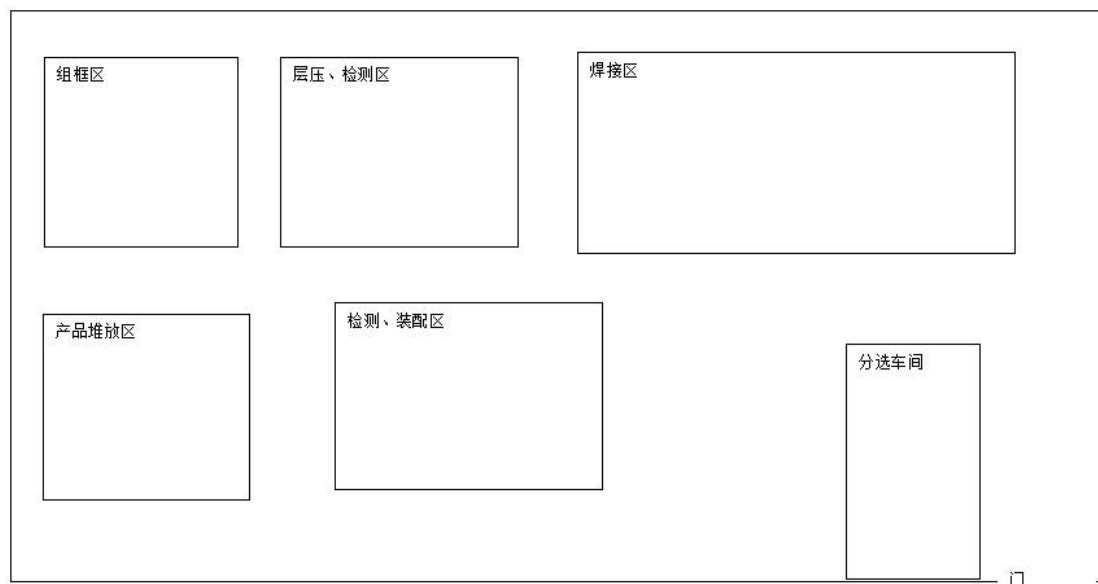 组框区
层压、检测区
焊接区
产品堆放区
检测、装配区
分选车间
门